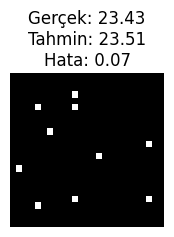 Gerçek: 23.43
Tahmin: 23.51
Hata: 0.07